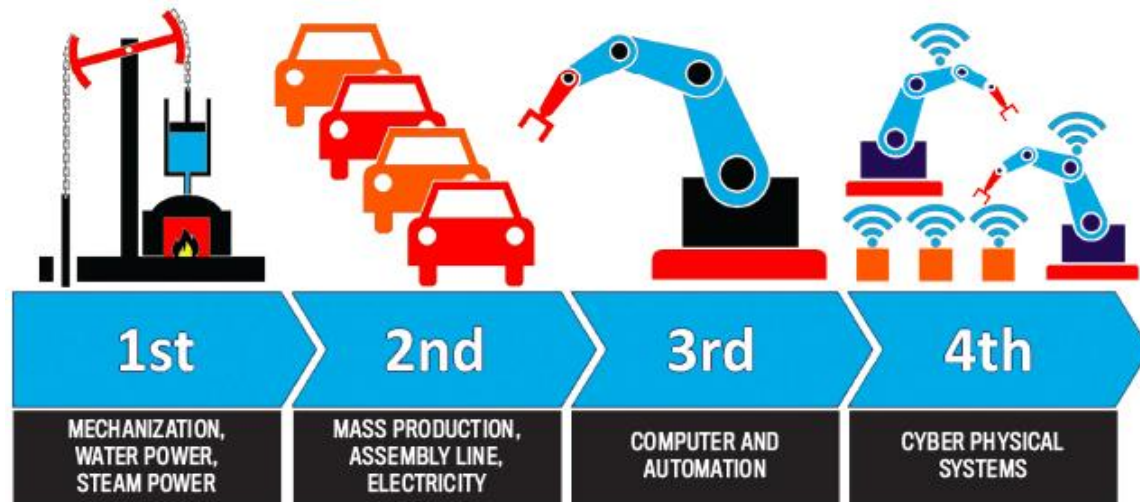 1st
2nd
3rd
4th
MECHANIZATION,
WATER POWER,
STEAM POWER
MASS PRODUCTION,
ASSEMBLY LINE,
ELECTRICITY
COMPUTER AND
AUTOMATION
CYBER PHYSICAL
SYSTEMS